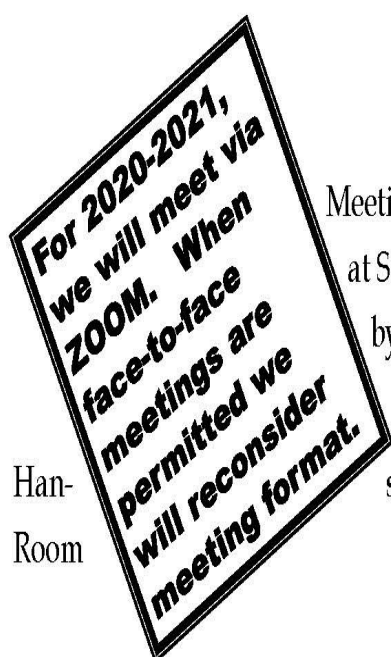 For 2020-2021,
we will meet via
ZOOM. When
face-to-face
meetings are
permitted we
will reconsider
meeting format.
Meeti
at S
by
s
Han-
Room